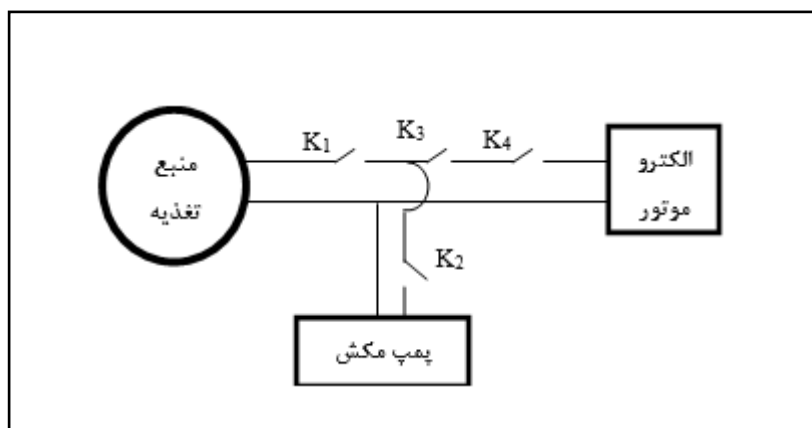 منبع
تغذیه
K1
K3
K4
الکترو
موتور
K2
پمپ مکش